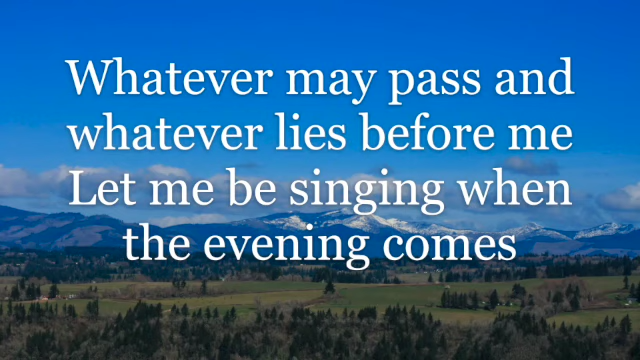 Whatever may pass and
whatever lies before me
Let me be singing when
the evening comes